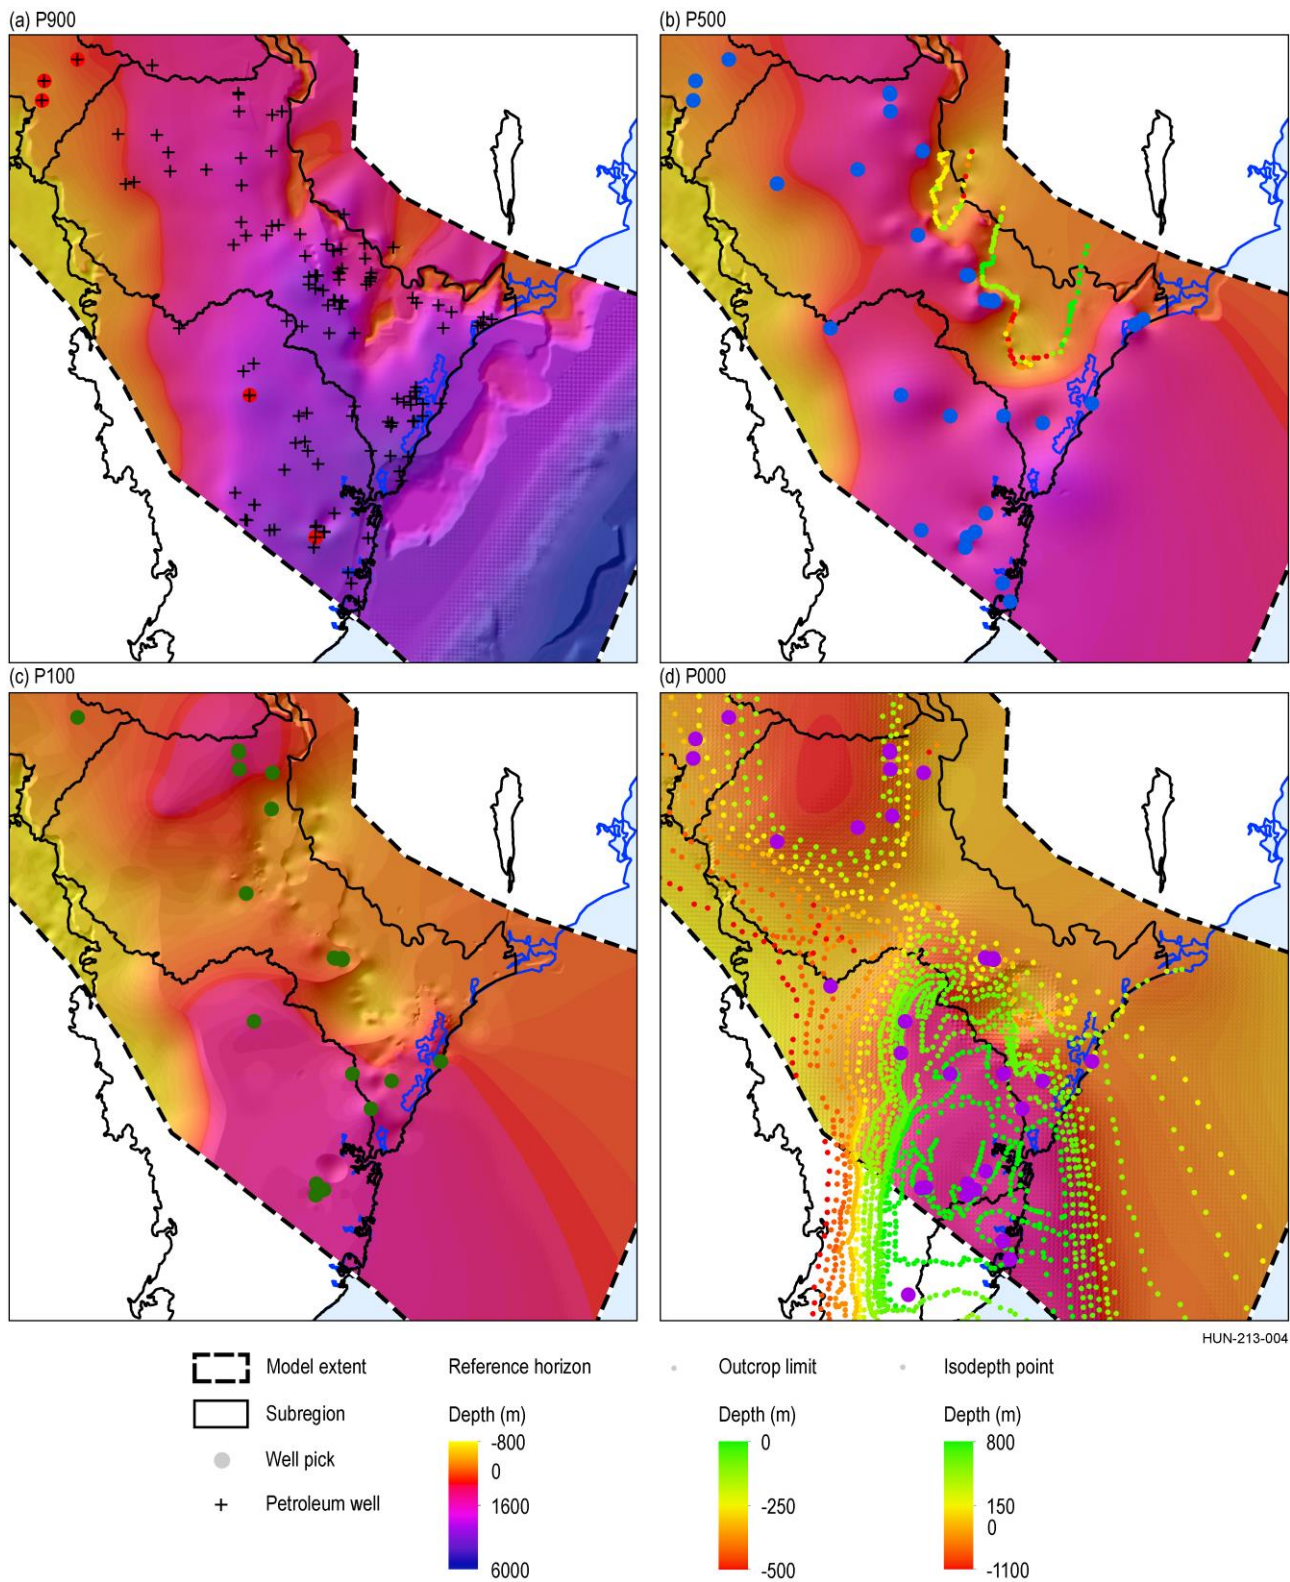 (a) P900
(b) P500
(c) P100
(d) P000
HUN-213-004
Model extent
Subregion
Well pick
Petroleum well
Reference horizon
Depth (m)
-800
0
1600
6000
Outcrop limit
Depth (m)
0
-250
-500
Isodepth point
Depth (m)
800
150
0
-1100